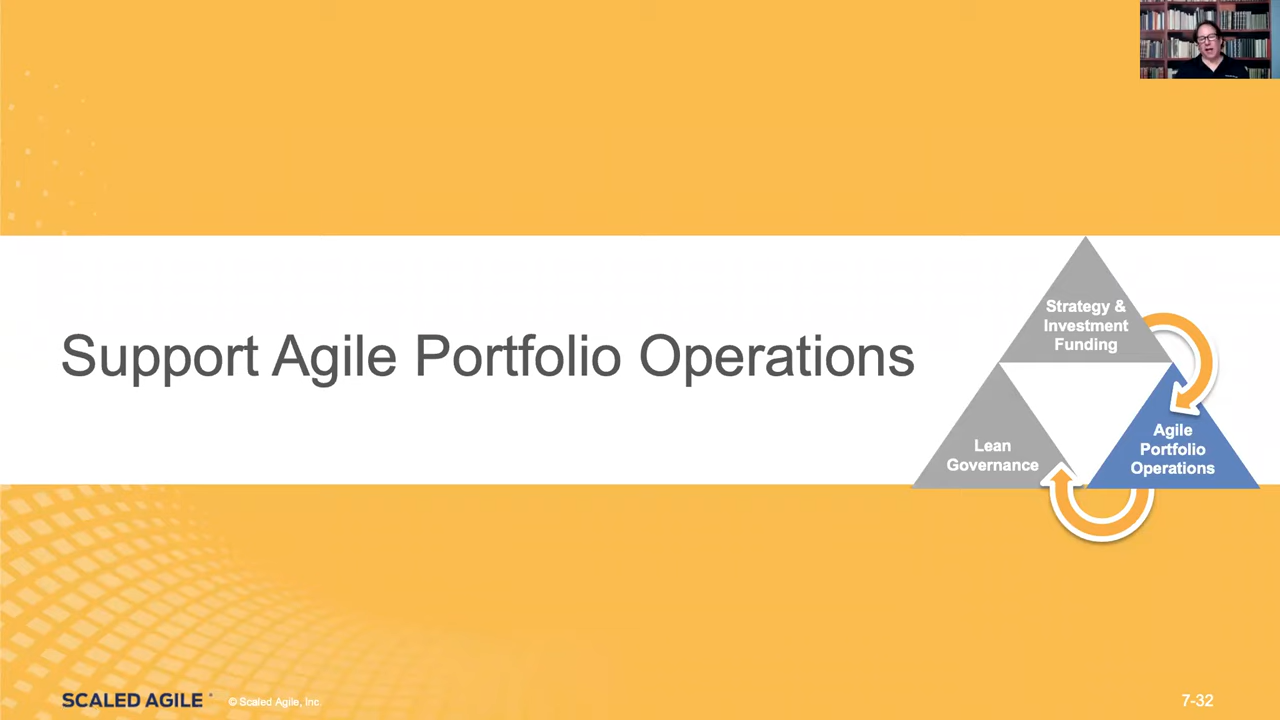 Support Agile Portfolio Operations
Strategy &
Investment
Funding
Lean
Governance
Agile
Portfolio
Operations
SCALED AGILE
© Scaled Agile, Inc.
7-32